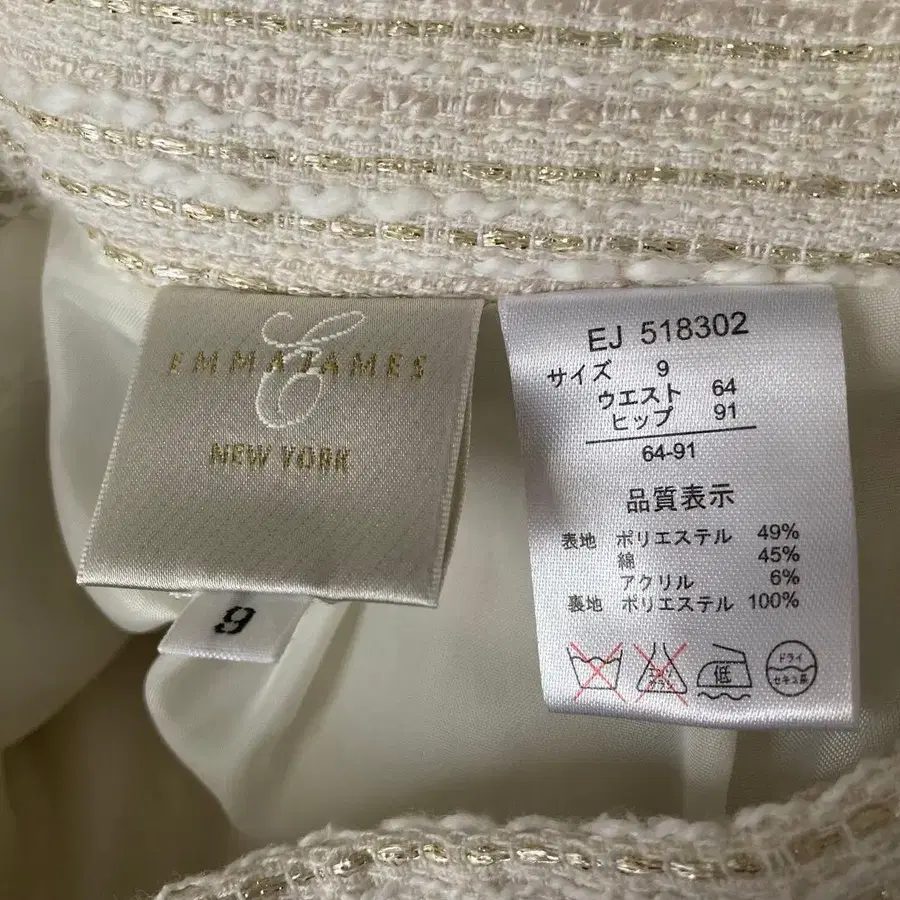 EMMA JAMES
NEW YORK
9
EJ 518302
サイズ 9
ウエスト 64
ヒップ 91
64-91
品質表示
表地 ポリエステル 49%
綿 45%
アクリル 6%
裏地 ポリエステル 100%
低
ドライ
セキユ系